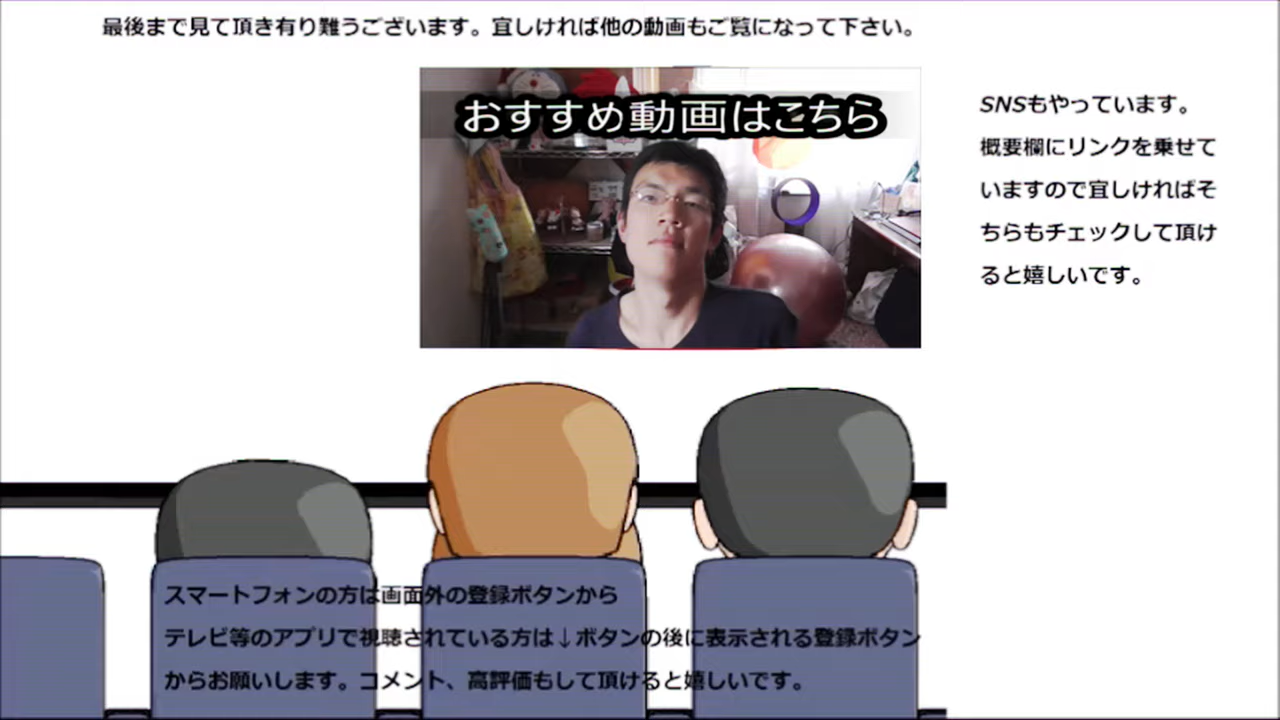 最後まで見て頂き有り難うございます。宜しければ他の動画もご覧になって下さい。
おすすめ動画はこちら
SNSもやっています。
概要欄にリンクを乗せて
いますので宜しければそ
ちらもチェックして頂け
ると嬉しいです。
スマートフォンの方は画面外の登録ボタンから
テレビ等のアプリで視聴されている方は↓ボタンの後に表示される登録ボタン
からお願いします。コメント、高評価もして頂けると嬉しいです。